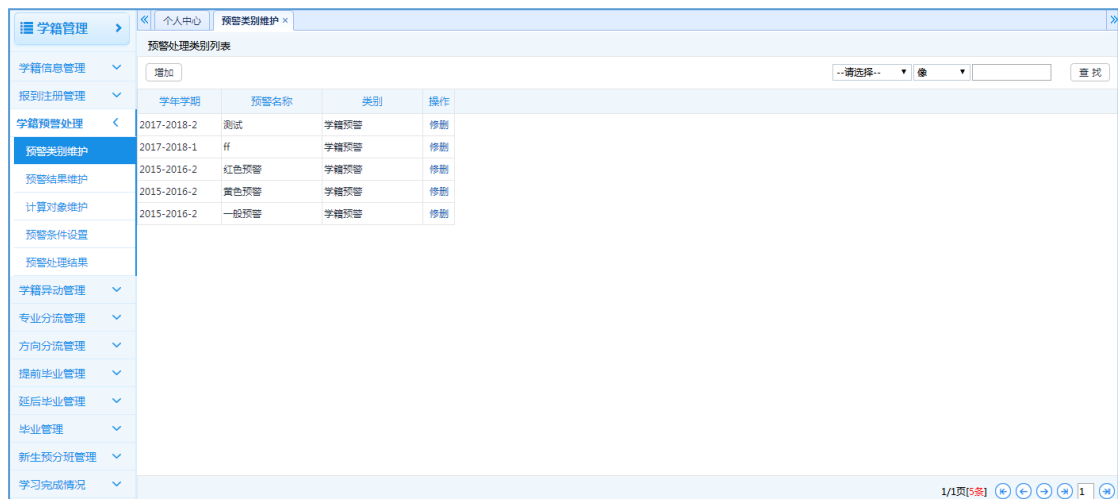 学籍管理
学籍信息管理
报到注册管理
学籍预警处理
预警类别维护
预警结果维护
计算对象维护
预警条件设置
预警处理结果
学籍异动管理
专业分流管理
方向分流管理
提前毕业管理
延后毕业管理
毕业管理
新生预分班管理
学习完成情况
个人中心 预警类别维护 ×
预警处理类别列表
增加 --请选择-- 像 查 找
学年学期 预警名称 类别 操作
2017-2018-2 测试 学籍预警 修删
2017-2018-1 ff 学籍预警 修删
2015-2016-2 红色预警 学籍预警 修删
2015-2016-2 黄色预警 学籍预警 修删
2015-2016-2 一般预警 学籍预警 修删
1/1页[5条] 1